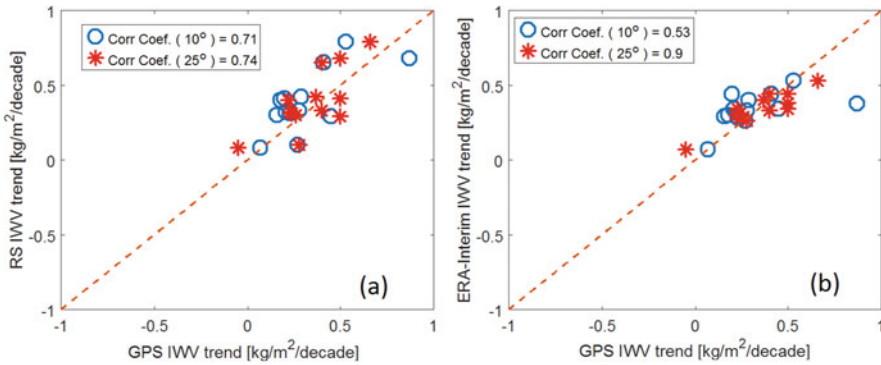 Corr Coef. ( 10° ) = 0.71
Corr Coef. ( 25° ) = 0.74
1
0.5
0
-0.5
-1
RS IWV trend [kg/m²/decade]
(a)
-1 -0.5 0 0.5 1
GPS IWV trend [kg/m²/decade]
Corr Coef. ( 10° ) = 0.53
Corr Coef. ( 25° ) = 0.9
1
0.5
0
-0.5
-1
ERA-Interim IWV trend [kg/m²/decade]
(b)
-1 -0.5 0 0.5 1
GPS IWV trend [kg/m²/decade]